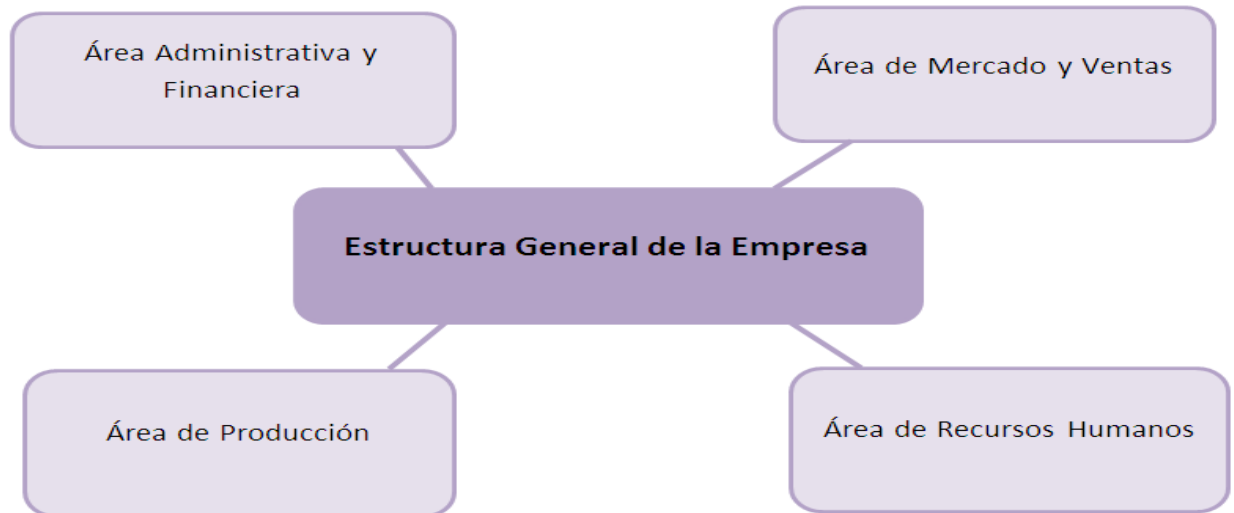 Área Administrativa y
Financiera
Área de Mercado y Ventas
Estructura General de la Empresa
Área de Producción
Área de Recursos Humanos